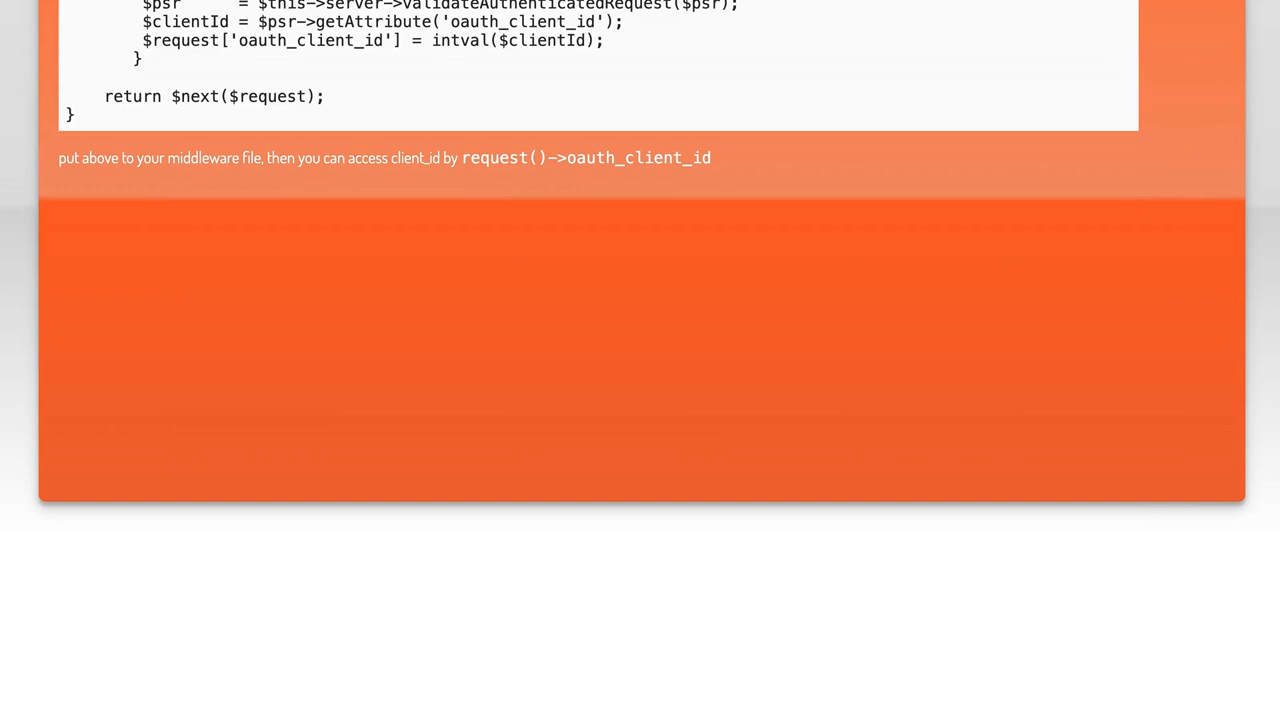 $psr      = $this->server->validateAuthenticatedRequest($psr);
$clientId = $psr->getAttribute('oauth_client_id');
$request['oauth_client_id'] = intval($clientId);
}
return $next($request);
}
put above to your middleware file, then you can access client_id by request()->oauth_client_id